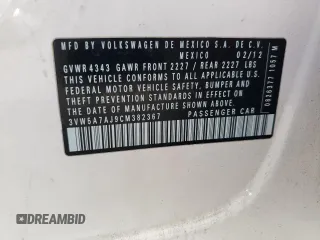 MFD BY VOLKSWAGEN DE MEXICO S.A. DE C.V.
MEXICO 02/12
GVWR 4343 GAWR FRONT 2227 / REAR 2227 LBS
THIS VEHICLE CONFORMS TO ALL APPLICABLE U.S.
FEDERAL MOTOR VEHICLE SAFETY, BUMPER AND
THEFT PREVENTION STANDARDS IN EFFECT ON
THE DATE OF MANUFACTURE SHOWN ABOVE.
3VW5A7AJ9CM382367 PASSENGER CAR
0836377 1057 M
DREAMBID